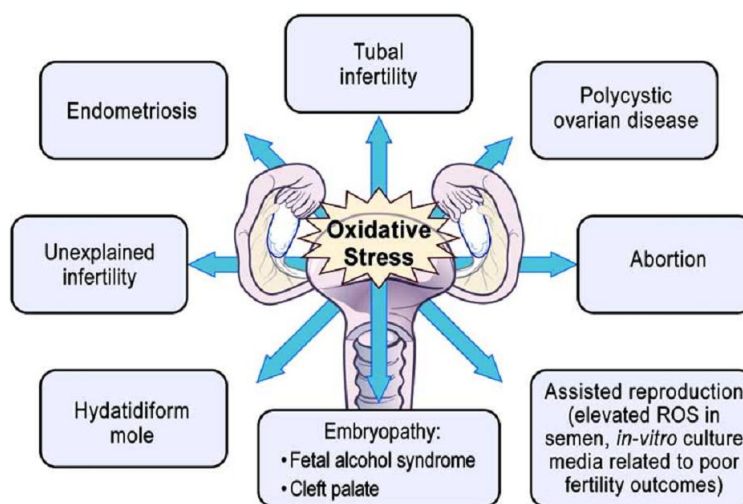 Tubal
infertility
Endometriosis
Polycystic
ovarian disease
Oxidative
Stress
Unexplained
infertility
Abortion
Hydatidiform
mole
Embryopathy:
• Fetal alcohol syndrome
• Cleft palate
Assisted reproduction
(elevated ROS in
semen, in-vitro culture
media related to poor
fertility outcomes)